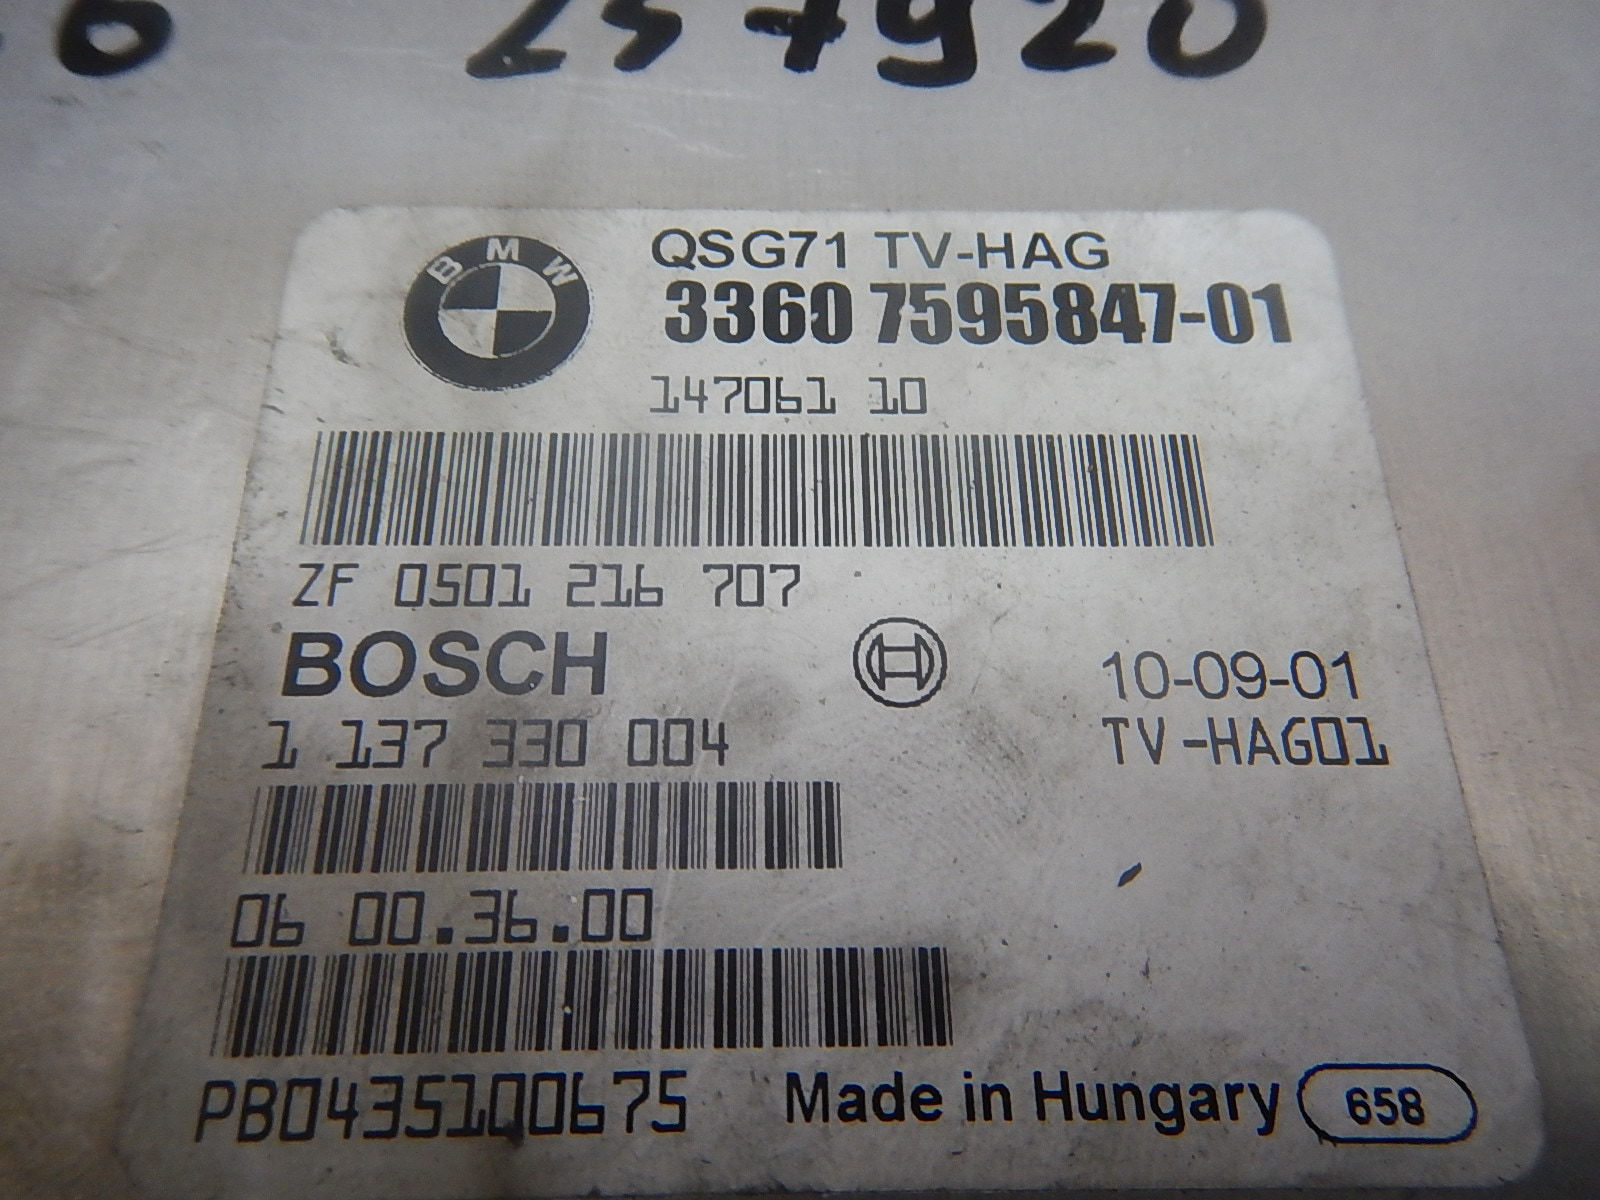 257920
BMW
QSG71 TV-HAG
3360 7595847-01
147061 10
ZF 0501 216 707
BOSCH
10-09-01
1 137 330 004
TV-HAG01
06 00.36.00
PB0435100675
Made in Hungary
658